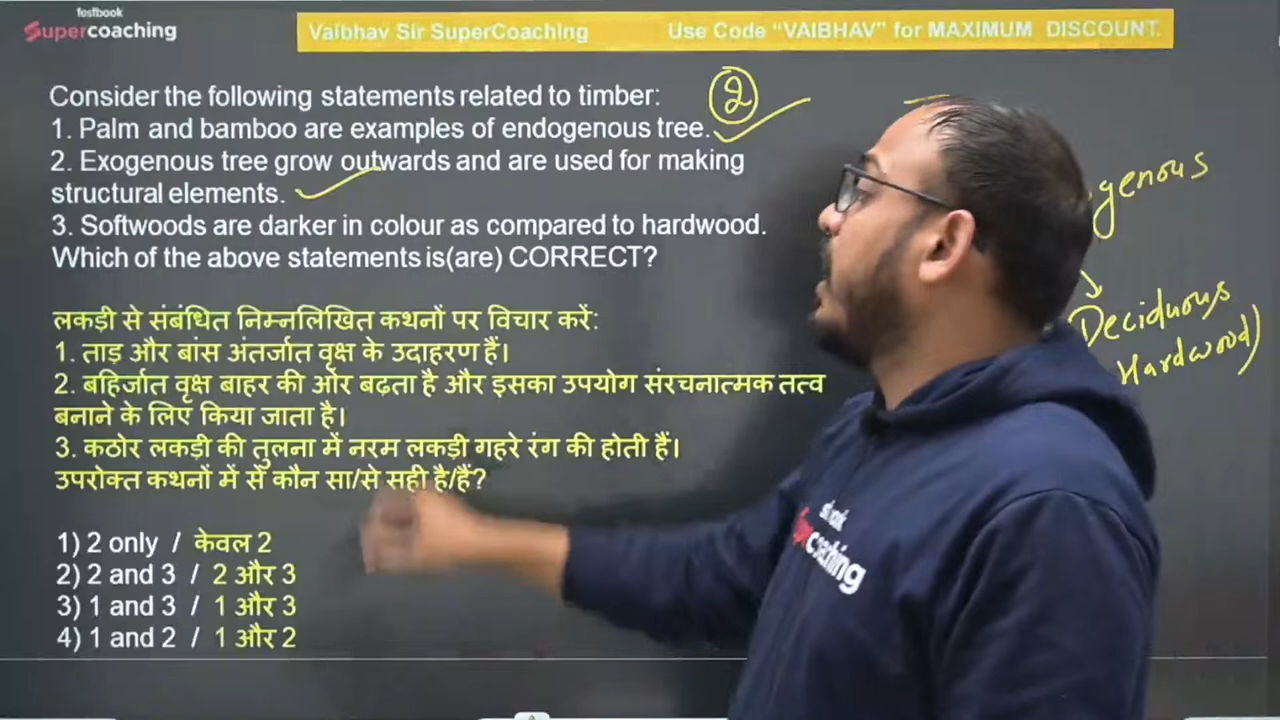 testbook
Supercoaching
Vaibhav Sir SuperCoaching Use Code “VAIBHAV” for MAXIMUM DISCOUNT.
Consider the following statements related to timber:
2
1. Palm and bamboo are examples of endogenous tree.
2. Exogenous tree grow outwards and are used for making
structural elements.
3. Softwoods are darker in colour as compared to hardwood.
Which of the above statements is(are) CORRECT?
Deciduous
Hardwood)
लकड़ी से संबंधित निम्नलिखित कथनों पर विचार करें:
1. ताड़ और बांस अंतर्जात वृक्ष के उदाहरण हैं।
2. बहिर्जात वृक्ष बाहर की ओर बढ़ता है और इसका उपयोग संरचनात्मक तत्व
बनाने के लिए किया जाता है।
3. कठोर लकड़ी की तुलना में नरम लकड़ी गहरे रंग की होती हैं।
उपरोक्त कथनों में से कौन सा/से सही है/हैं?
1) 2 only / केवल 2
2) 2 and 3 / 2 और 3
3) 1 and 3 / 1 और 3
4) 1 and 2 / 1 और 2